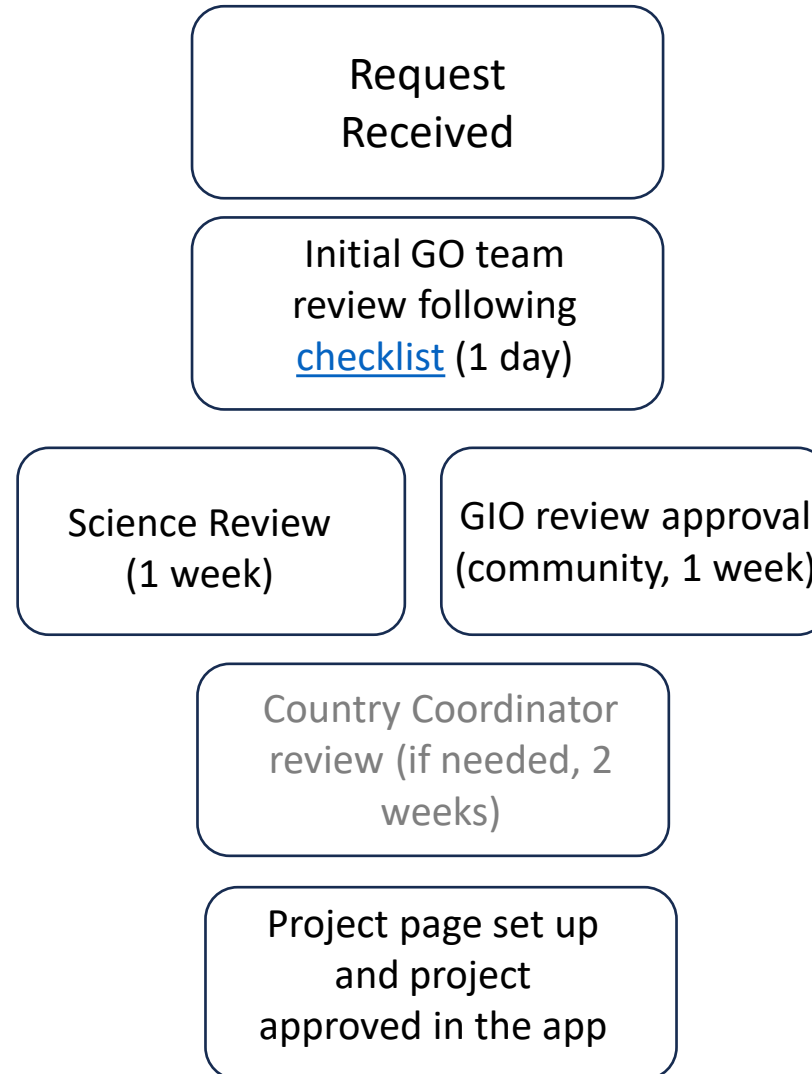 Request
Received
Initial GO team
review following
checklist (1 day)
Science Review
(1 week)
GIO review approval
(community, 1 week)
Country Coordinator
review (if needed, 2
weeks)
Project page set up
and project
approved in the app